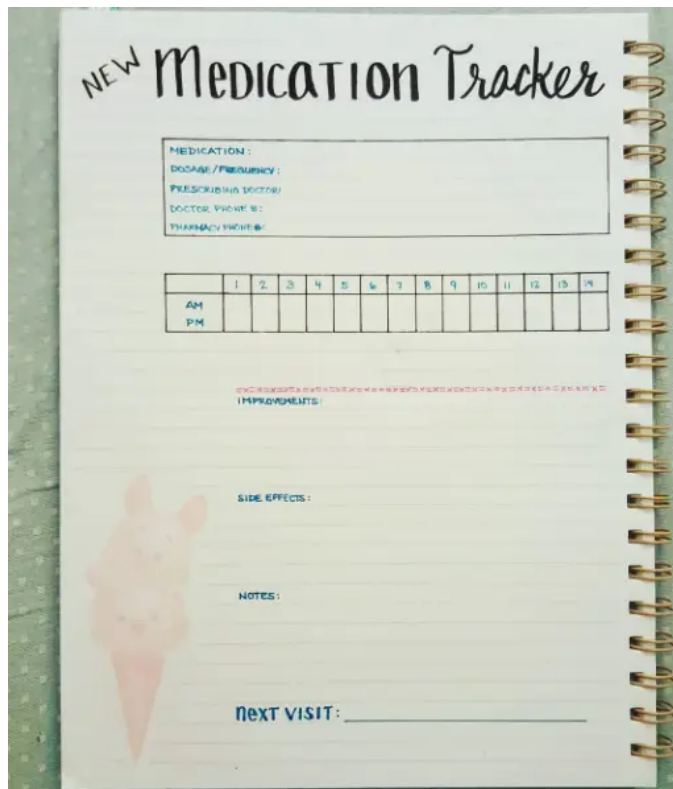 NEW MEDICATION Tracker
MEDICATION:
DOSAGE/FREQUENCY:
PRESCRIBING DOCTOR:
DOCTOR PHONE #:
PHARMACY PHONE #:
1 2 3 4 5 6 7 8 9 10 11 12 13 14
AM
PM
IMPROVEMENTS:
SIDE EFFECTS:
NOTES:
NEXT VISIT: